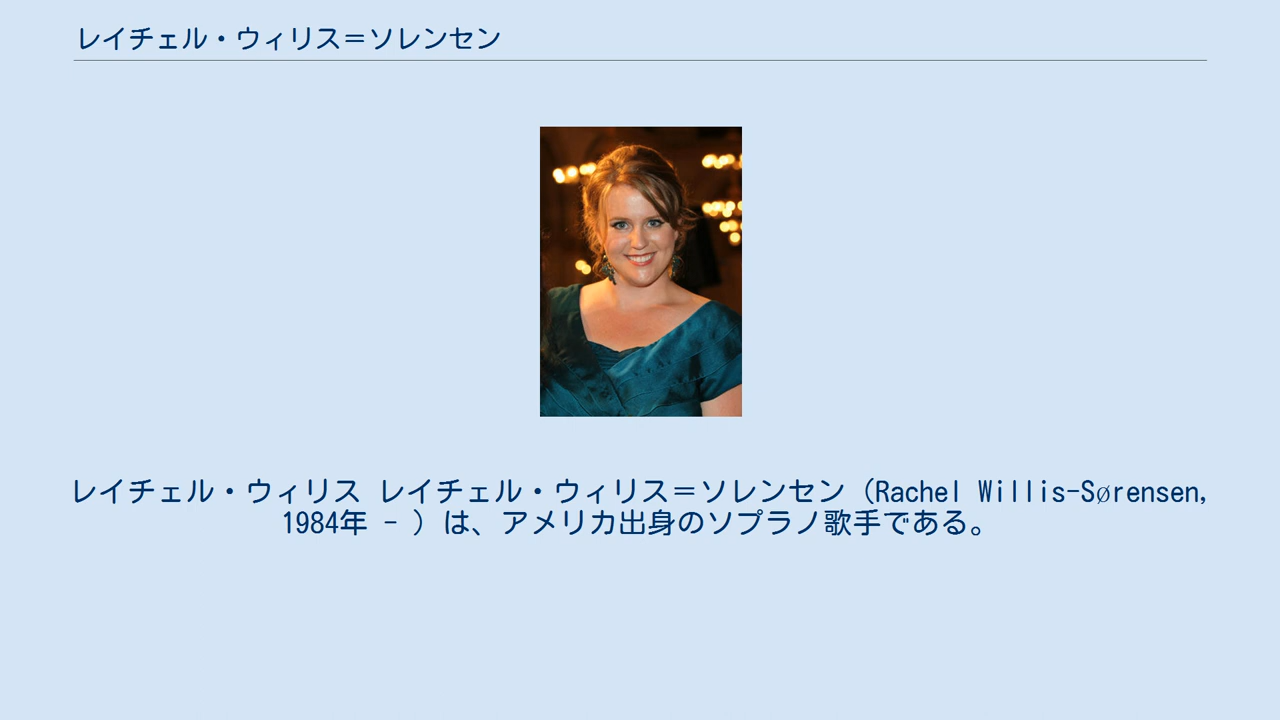 レイチェル・ウィリス＝ソレンセン
レイチェル・ウィリス レイチェル・ウィリス＝ソレンセン（Rachel Willis-Sørensen,
1984年 - ）は、アメリカ出身のソプラノ歌手である。